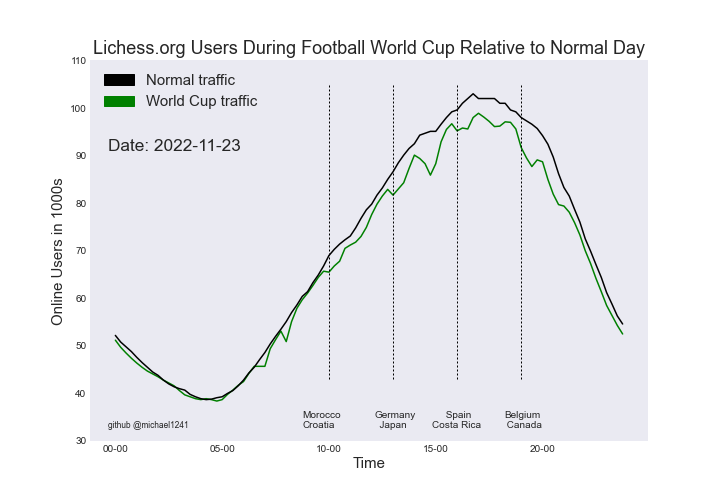 Lichess.org Users During Football World Cup Relative to Normal Day
110
100
90
80
70
60
50
40
30
Online Users in 1000s
Normal traffic
World Cup traffic
Date: 2022-11-23
github @michael1241
Morocco
Croatia
Germany
Japan
Spain
Costa Rica
Belgium
Canada
00-00 05-00 10-00 15-00 20-00
Time